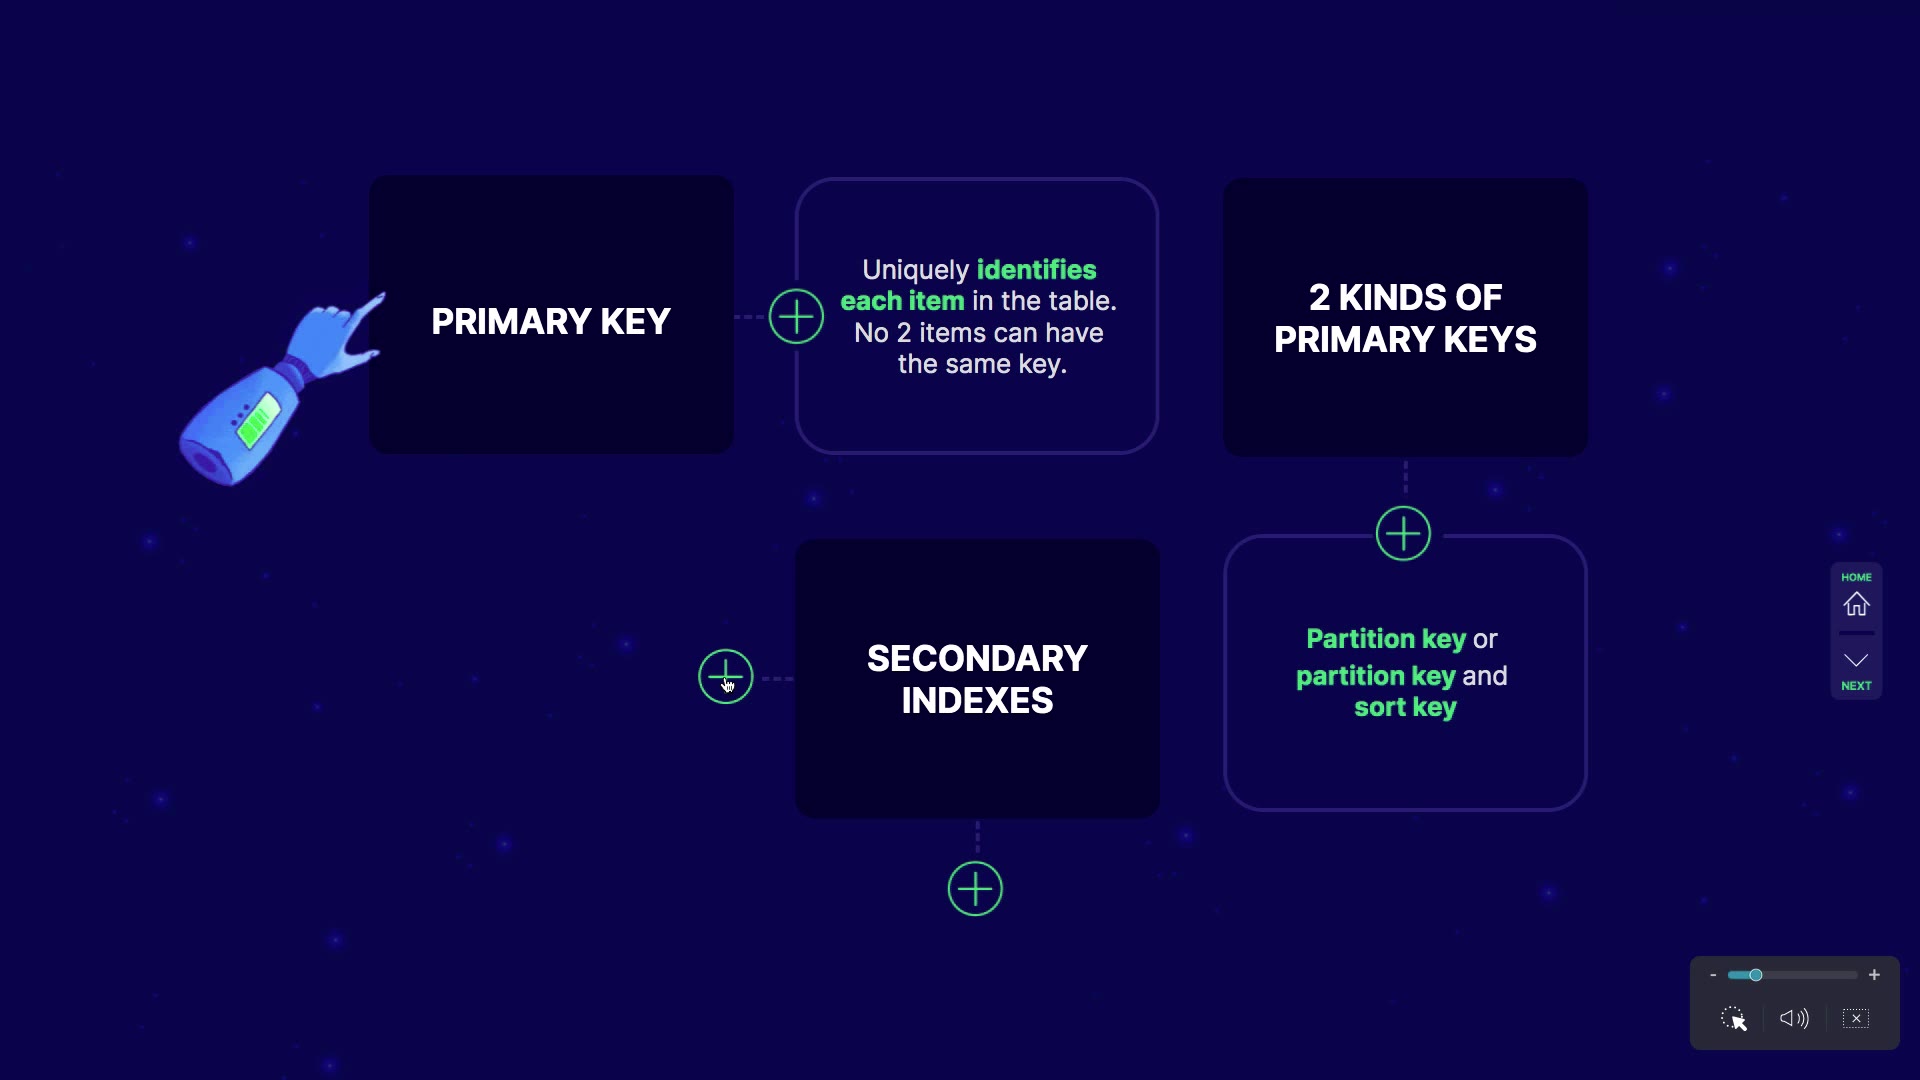 PRIMARY KEY
Uniquely identifies
each item in the table.
No 2 items can have
the same key.
2 KINDS OF
PRIMARY KEYS
SECONDARY
INDEXES
Partition key or
partition key and
sort key
HOME
NEXT
- +